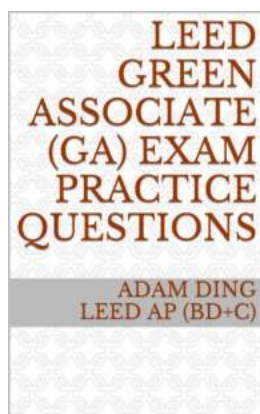 LEED
GREEN
ASSOCIATE
(GA) EXAM
PRACTICE
QUESTIONS
ADAM DING
LEED AP (BD+C)